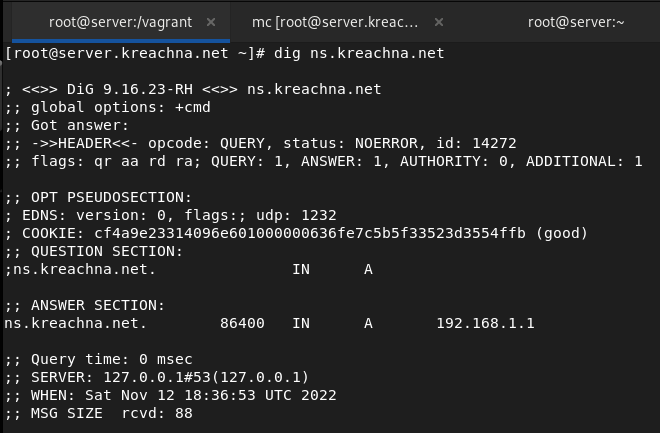 root@server:/vagrant × mc [root@server.kreac... × root@server:~
[root@server.kreachna.net ~]# dig ns.kreachna.net
; <<>> DiG 9.16.23-RH <<>> ns.kreachna.net
;; global options: +cmd
;; Got answer:
;; ->>HEADER<<- opcode: QUERY, status: NOERROR, id: 14272
;; flags: qr aa rd ra; QUERY: 1, ANSWER: 1, AUTHORITY: 0, ADDITIONAL: 1
;; OPT PSEUDOSECTION:
; EDNS: version: 0, flags:; udp: 1232
; COOKIE: cf4a9e23314096e601000000636fe7c5b5f33523d3554ffb (good)
;; QUESTION SECTION:
;ns.kreachna.net. IN A
;; ANSWER SECTION:
ns.kreachna.net. 86400 IN A 192.168.1.1
;; Query time: 0 msec
;; SERVER: 127.0.0.1#53(127.0.0.1)
;; WHEN: Sat Nov 12 18:36:53 UTC 2022
;; MSG SIZE rcvd: 88